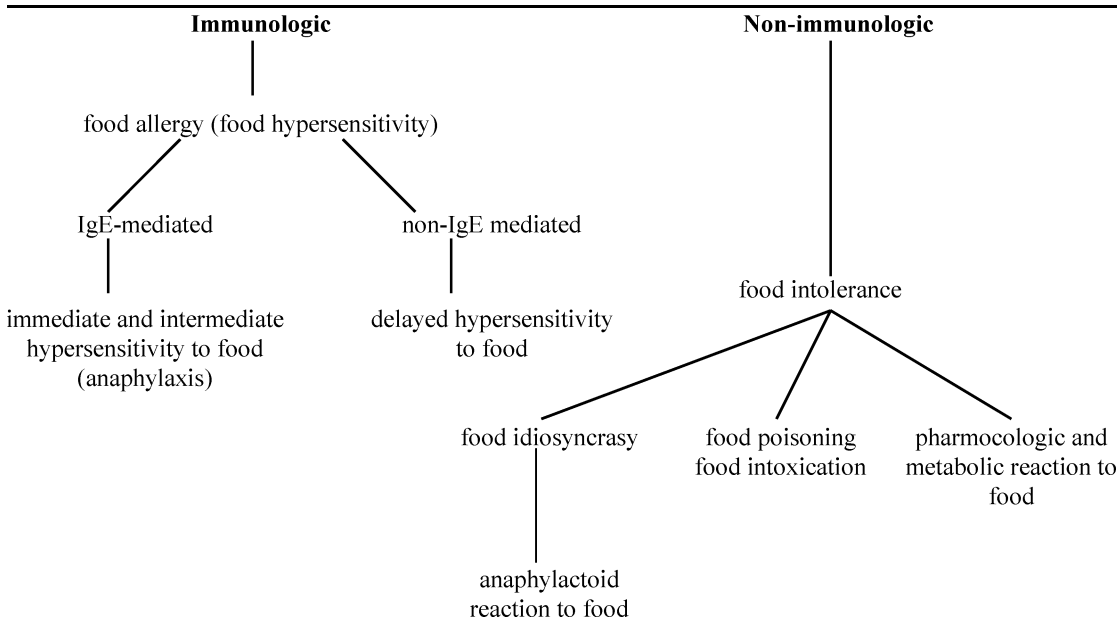 Immunologic
Non-immunologic
food allergy (food hypersensitivity)
IgE-mediated
non-IgE mediated
immediate and intermediate
hypersensitivity to food
(anaphylaxis)
delayed hypersensitivity
to food
food intolerance
food idiosyncrasy
food poisoning
food intoxication
pharmocologic and
metabolic reaction to
food
anaphylactoid
reaction to food